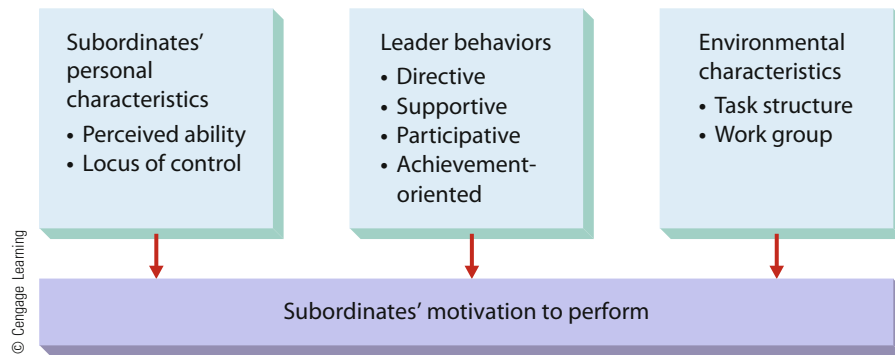 Subordinates’
personal
characteristics
• Perceived ability
• Locus of control
Leader behaviors
• Directive
• Supportive
• Participative
• Achievement-
oriented
Environmental
characteristics
• Task structure
• Work group
Subordinates’ motivation to perform
© Cengage Learning